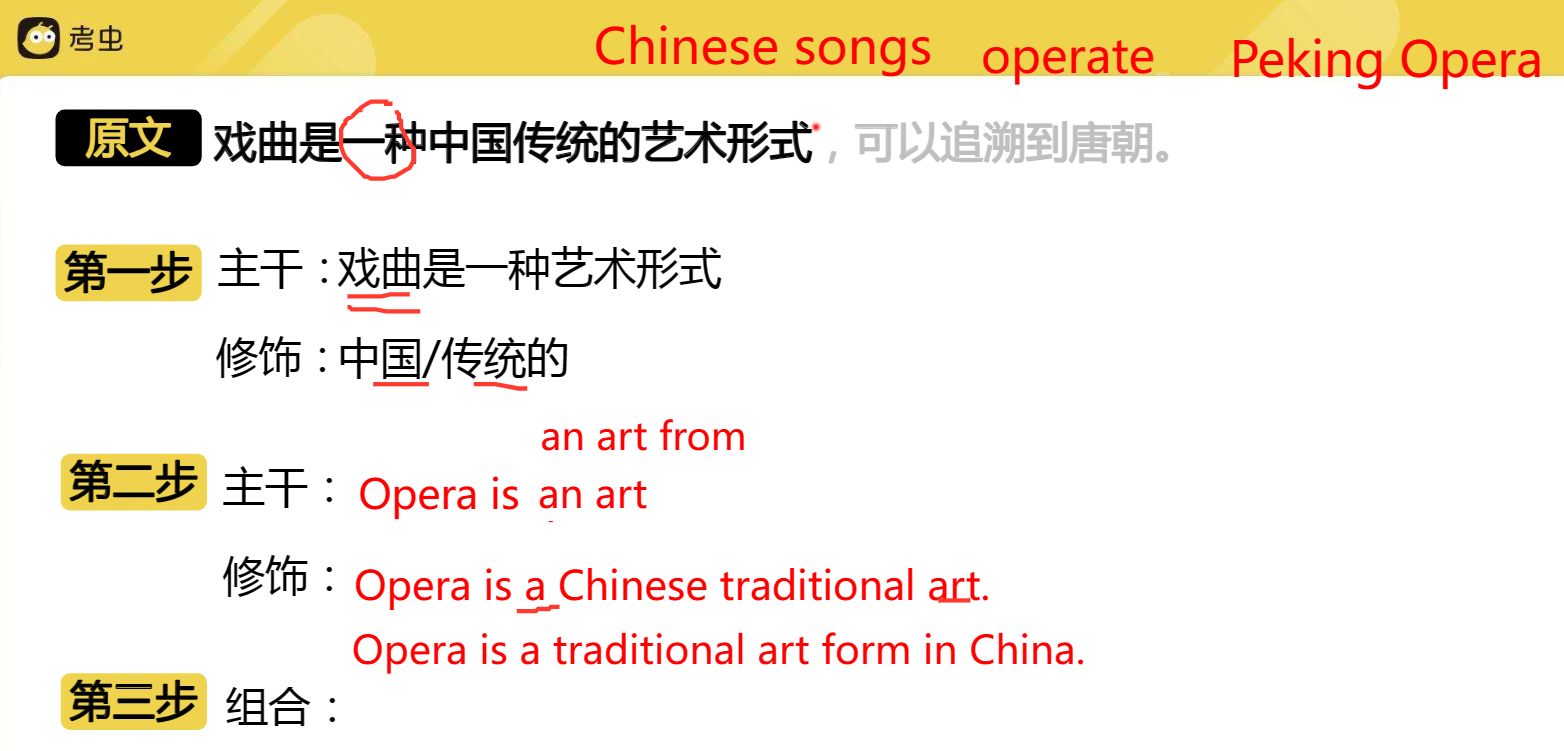 考虫
Chinese songs operate Peking Opera
原文 戏曲是一种中国传统的艺术形式，可以追溯到唐朝。
第一步 主干：戏曲是一种艺术形式
修饰：中国/传统的
an art from
第二步 主干： Opera is an art
修饰： Opera is a Chinese traditional art.
Opera is a traditional art form in China.
第三步 组合：